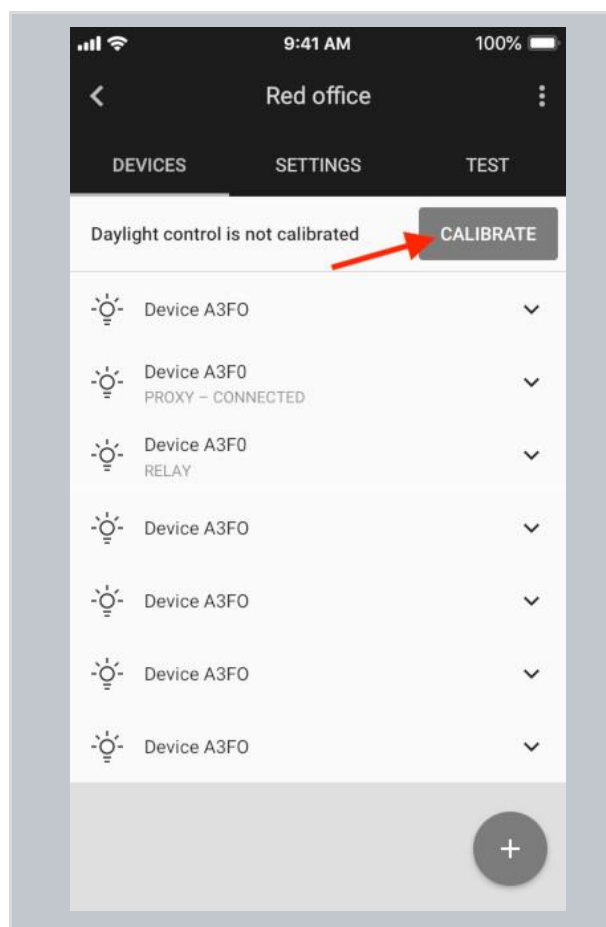 9:41 AM 100%
Red office
DEVICES SETTINGS TEST
Daylight control is not calibrated CALIBRATE
Device A3FO
Device A3F0
PROXY – CONNECTED
Device A3F0
RELAY
Device A3FO
Device A3FO
Device A3FO
Device A3FO